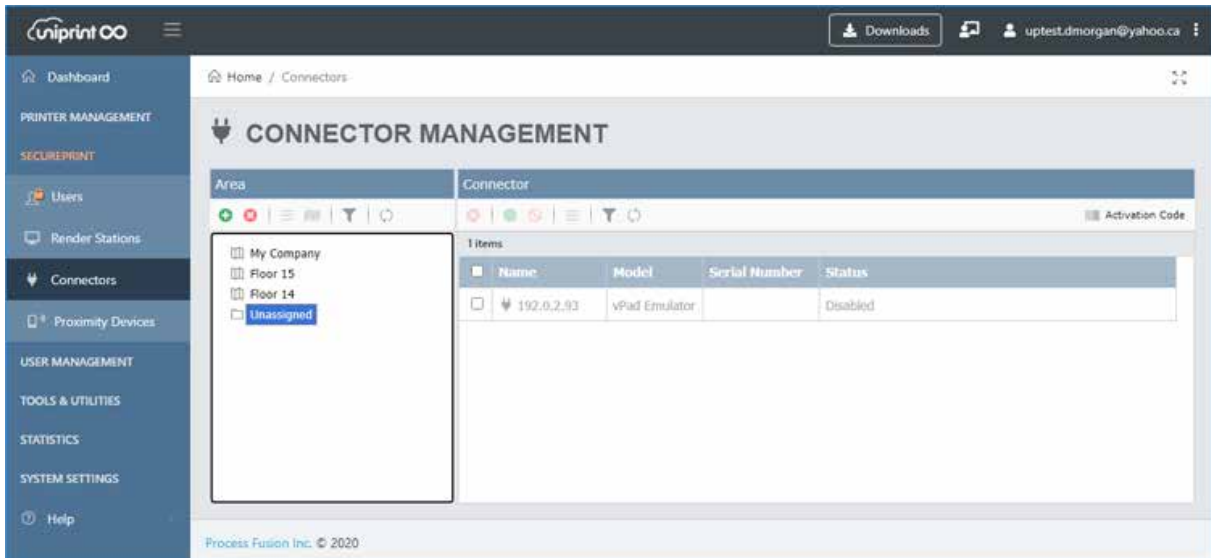 uniprint
Downloads
uptest.dmorgan@yahoo.ca
Dashboard
PRINTER MANAGEMENT
SECUREPRINT
Users
Render Stations
Connectors
Proximity Devices
USER MANAGEMENT
TOOLS & UTILITIES
STATISTICS
SYSTEM SETTINGS
Help
Home / Connectors
CONNECTOR MANAGEMENT
Area
My Company
Floor 15
Floor 14
Unassigned
Connector
Activation Code
1 items
Name Model Serial Number Status
192.0.2.93 vPad Emulator Disabled
Process Fusion Inc. © 2020